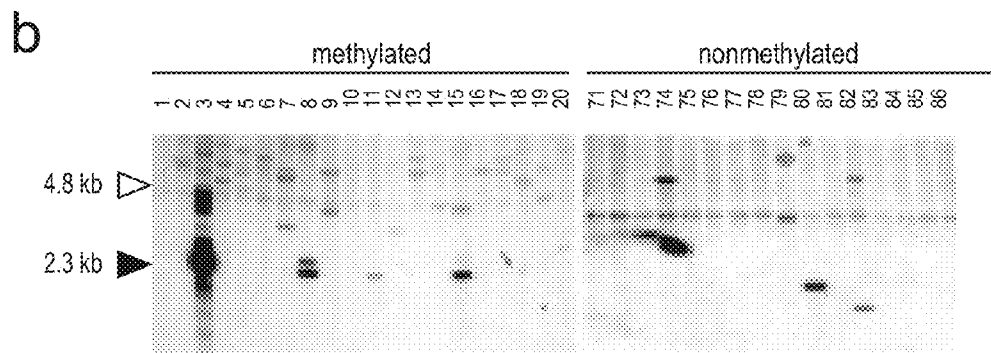 b
methylated nonmethylated
1 2 3 4 5 6 7 8 9 10 11 12 13 14 15 16 17 18 19 20 71 72 73 74 75 76 77 78 79 80 81 82 83 84 85 86
4.8 kb
2.3 kb